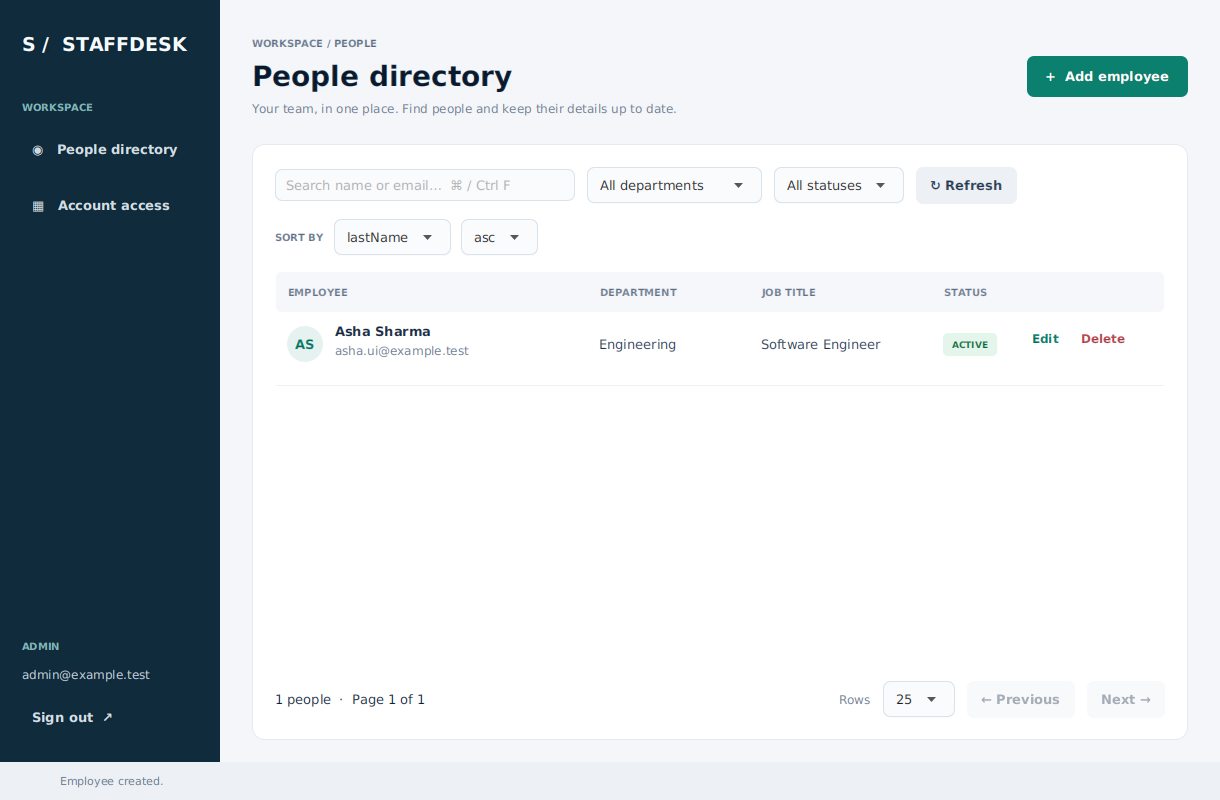 S / STAFFDESK
WORKSPACE
◉ People directory
▦ Account access
ADMIN
admin@example.test
Sign out ↗
WORKSPACE / PEOPLE
People directory
Your team, in one place. Find people and keep their details up to date.
+ Add employee
Search name or email… ⌘ / Ctrl F
All departments
All statuses
↻ Refresh
SORT BY
lastName
asc
EMPLOYEE DEPARTMENT JOB TITLE STATUS
AS
Asha Sharma
asha.ui@example.test
Engineering
Software Engineer
ACTIVE
Edit
Delete
1 people · Page 1 of 1
Rows
25
← Previous
Next →
Employee created.